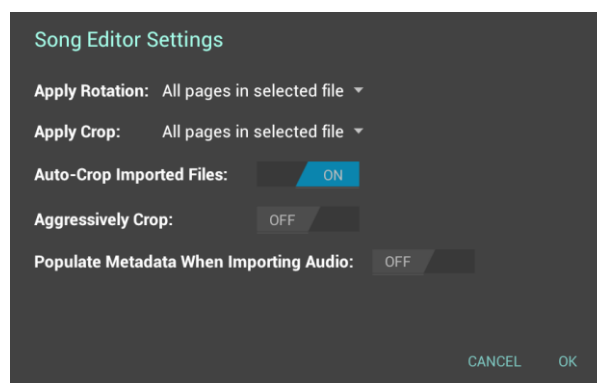 Song Editor Settings
Apply Rotation: All pages in selected file
Apply Crop: All pages in selected file
Auto-Crop Imported Files: ON
Aggressively Crop: OFF
Populate Metadata When Importing Audio: OFF
CANCEL OK